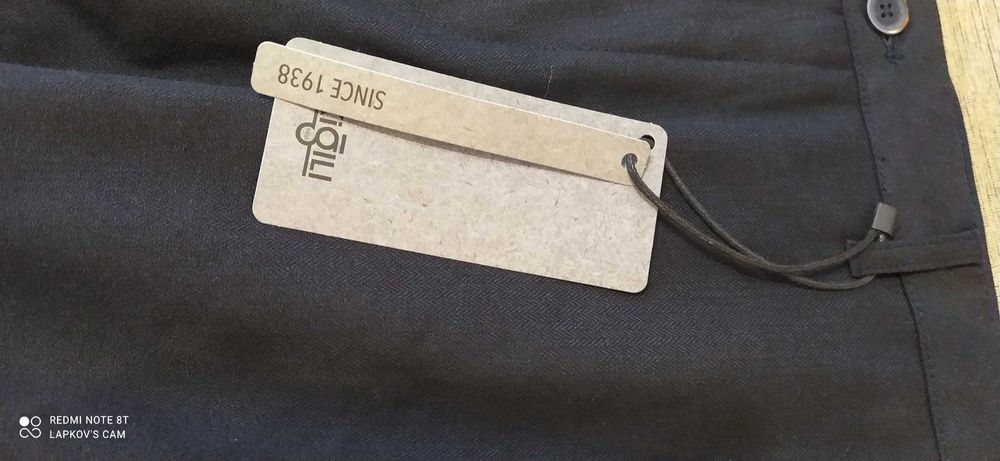 SINCE 1938
REDMI NOTE 8T
LAPKOV'S CAM